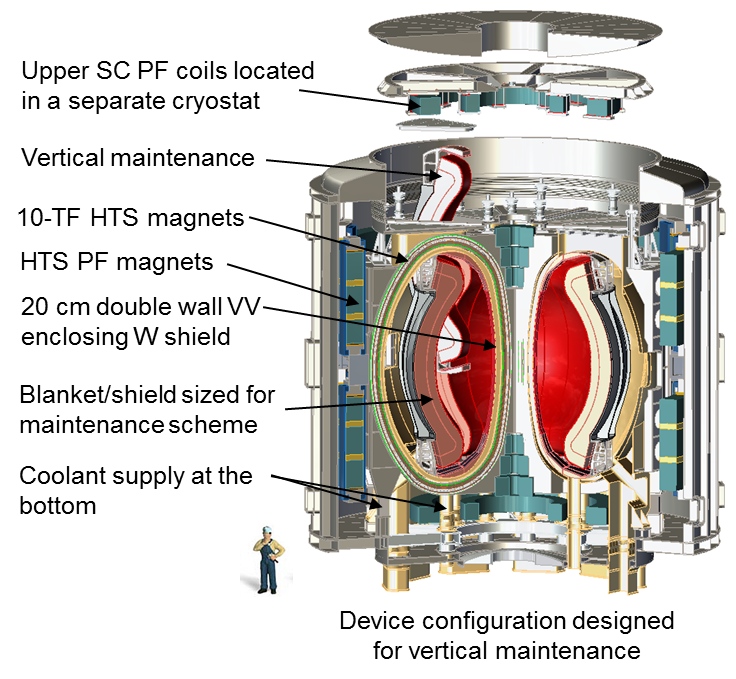 Upper SC PF coils located
in a separate cryostat
Vertical maintenance
10-TF HTS magnets
HTS PF magnets
20 cm double wall VV
enclosing W shield
Blanket/shield sized for
maintenance scheme
Coolant supply at the
bottom
Device configuration designed
for vertical maintenance